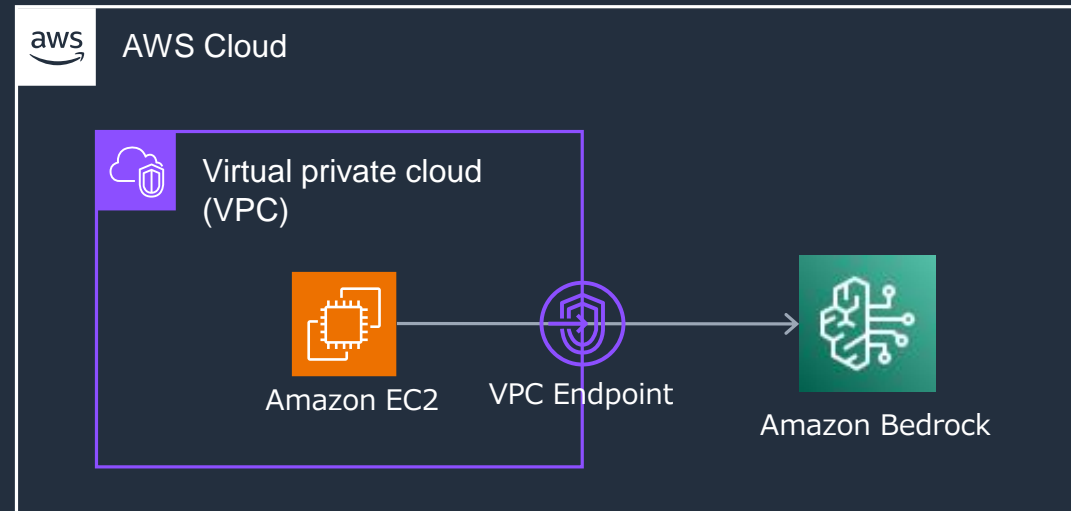 aws
AWS Cloud
Virtual private cloud
(VPC)
Amazon EC2
VPC Endpoint
Amazon Bedrock